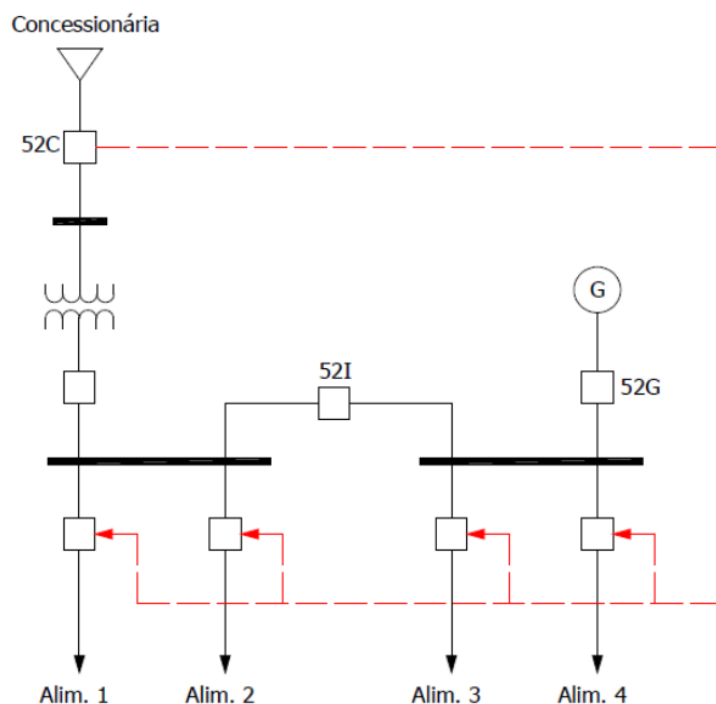 Concessionária
52C
G
52I
52G
Alim. 1
Alim. 2
Alim. 3
Alim. 4